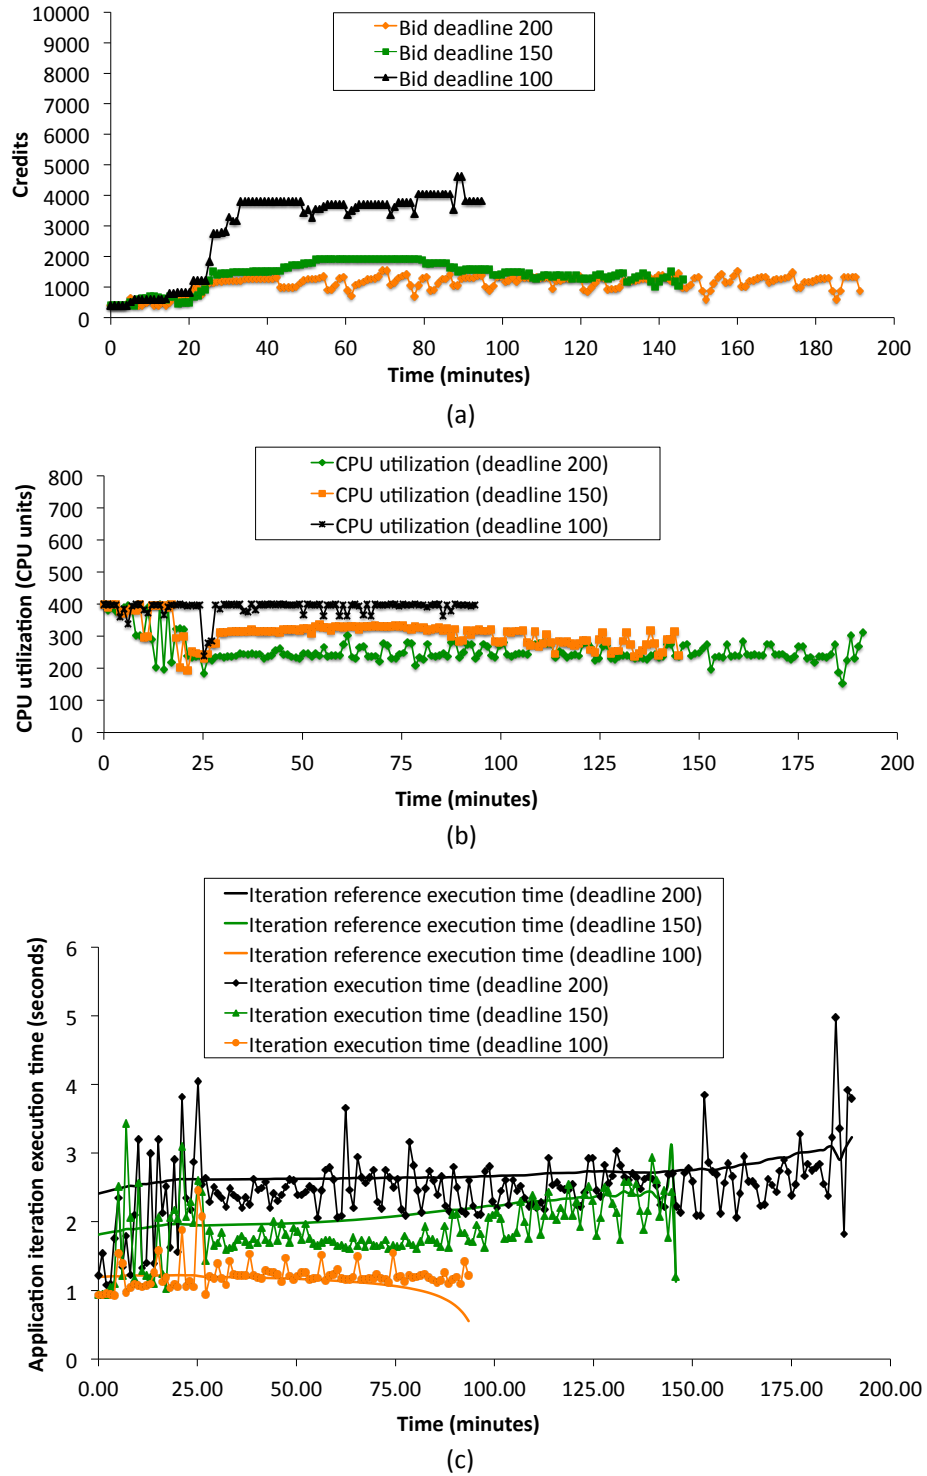 10000
9000
8000
7000
6000
5000
4000
3000
2000
1000
0
Credits
Bid deadline 200
Bid deadline 150
Bid deadline 100
0 20 40 60 80 100 120 140 160 180 200
Time (minutes)
(a)
CPU utilization (deadline 200)
CPU utilization (deadline 150)
CPU utilization (deadline 100)
800
700
600
500
400
300
200
100
0
CPU utilization (CPU units)
0 25 50 75 100 125 150 175 200
Time (minutes)
(b)
Iteration reference execution time (deadline 200)
Iteration reference execution time (deadline 150)
Iteration reference execution time (deadline 100)
Iteration execution time (deadline 200)
Iteration execution time (deadline 150)
Iteration execution time (deadline 100)
6
5
4
3
2
1
0
Application iteration execution time (seconds)
0.00 25.00 50.00 75.00 100.00 125.00 150.00 175.00 200.00
Time (minutes)
(c)